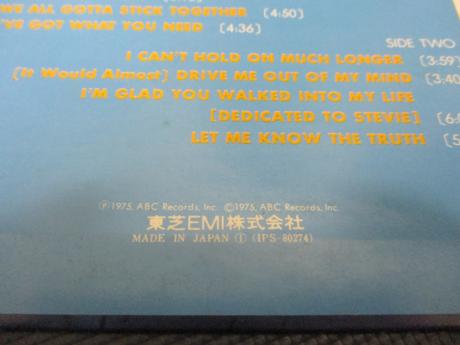 WE ALL GOTTA STICK TOGETHER [4:50]
I'VE GOT WHAT YOU NEED [4:36]
SIDE TWO
I CAN'T HOLD ON MUCH LONGER [3:59]
[It Would Almost] DRIVE ME OUT OF MY MIND [3:40
I'M GLAD YOU WALKED INTO MY LIFE
[DEDICATED TO STEVIE] [6:
LET ME KNOW THE TRUTH [5
Ⓟ1975, ABC Records, Inc. ©1975, ABC Records, Inc.
東芝EMI株式会社
MADE IN JAPAN Ⓘ (IPS-80274)